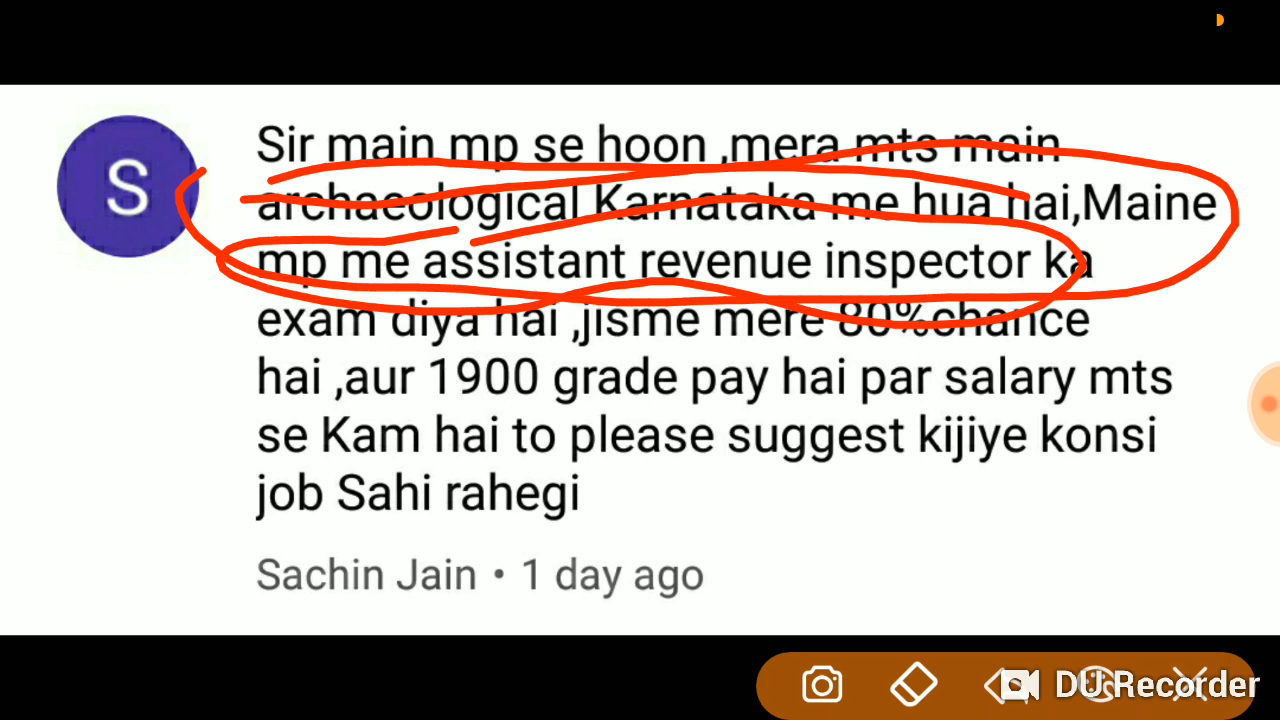 S
Sir main mp se hoon ,mera mts main
archaeological Karnataka me hua hai,Maine
mp me assistant revenue inspector ka
exam diya hai ,jisme mere 80%chance
hai ,aur 1900 grade pay hai par salary mts
se Kam hai to please suggest kijiye konsi
job Sahi rahegi
Sachin Jain • 1 day ago
DU Recorder